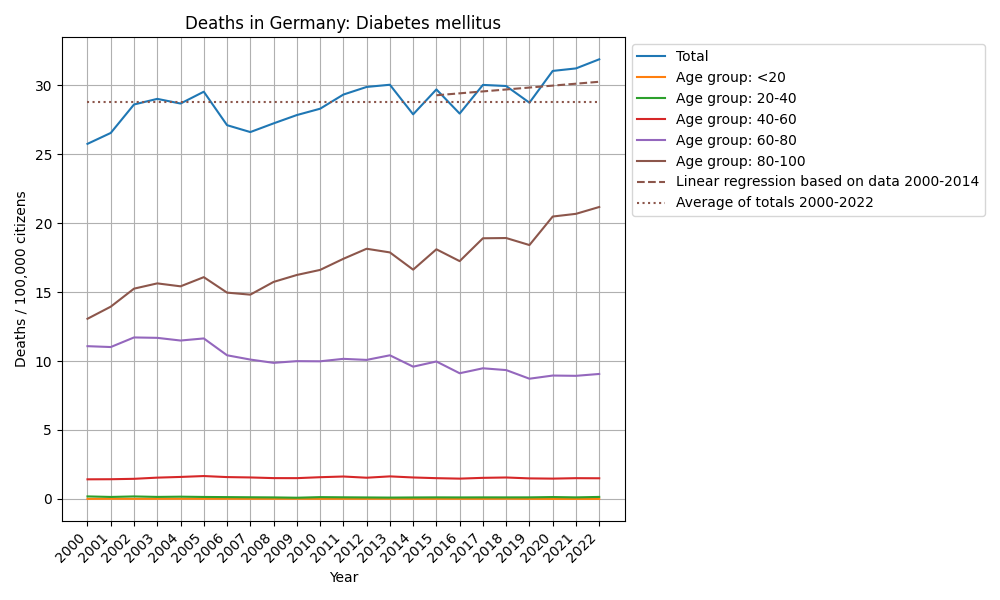 Deaths in Germany: Diabetes mellitus
Total
Age group: <20
Age group: 20-40
Age group: 40-60
Age group: 60-80
Age group: 80-100
Linear regression based on data 2000-2014
Average of totals 2000-2022
Deaths / 100,000 citizens
30
25
20
15
10
5
0
2000
2001
2002
2003
2004
2005
2006
2007
2008
2009
2010
2011
2012
2013
2014
2015
2016
2017
2018
2019
2020
2021
2022
Year